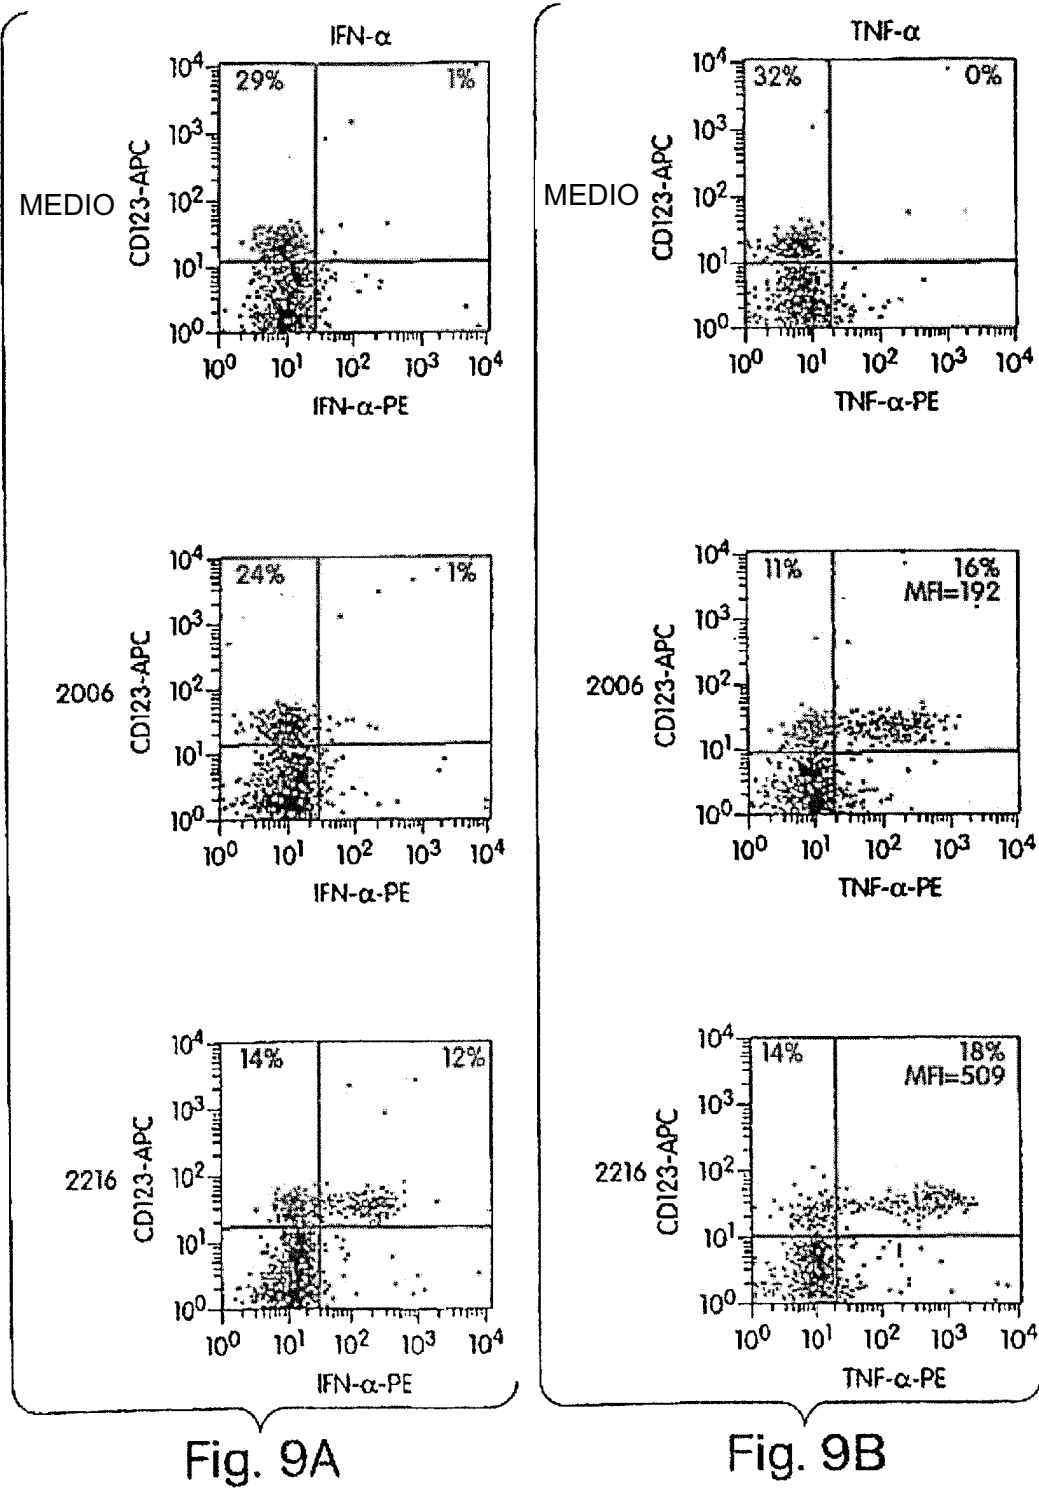 IFN-α
10⁴
29%
1%
10³
10²
10¹
10⁰
MEDIO
CD123-APC
10⁰ 10¹ 10² 10³ 10⁴
IFN-α-PE
10⁴
24%
1%
10³
10²
10¹
10⁰
2006
CD123-APC
10⁰ 10¹ 10² 10³ 10⁴
IFN-α-PE
10⁴
14%
12%
10³
10²
10¹
10⁰
2216
CD123-APC
10⁰ 10¹ 10² 10³ 10⁴
IFN-α-PE
Fig. 9A
TNF-α
10⁴
32%
0%
10³
10²
10¹
10⁰
MEDIO
CD123-APC
10⁰ 10¹ 10² 10³ 10⁴
TNF-α-PE
10⁴
11%
16%
MFI=192
10³
10²
10¹
10⁰
2006
CD123-APC
10⁰ 10¹ 10² 10³ 10⁴
TNF-α-PE
10⁴
14%
18%
MFI=509
10³
10²
10¹
10⁰
2216
CD123-APC
10⁰ 10¹ 10² 10³ 10⁴
TNF-α-PE
Fig. 9B